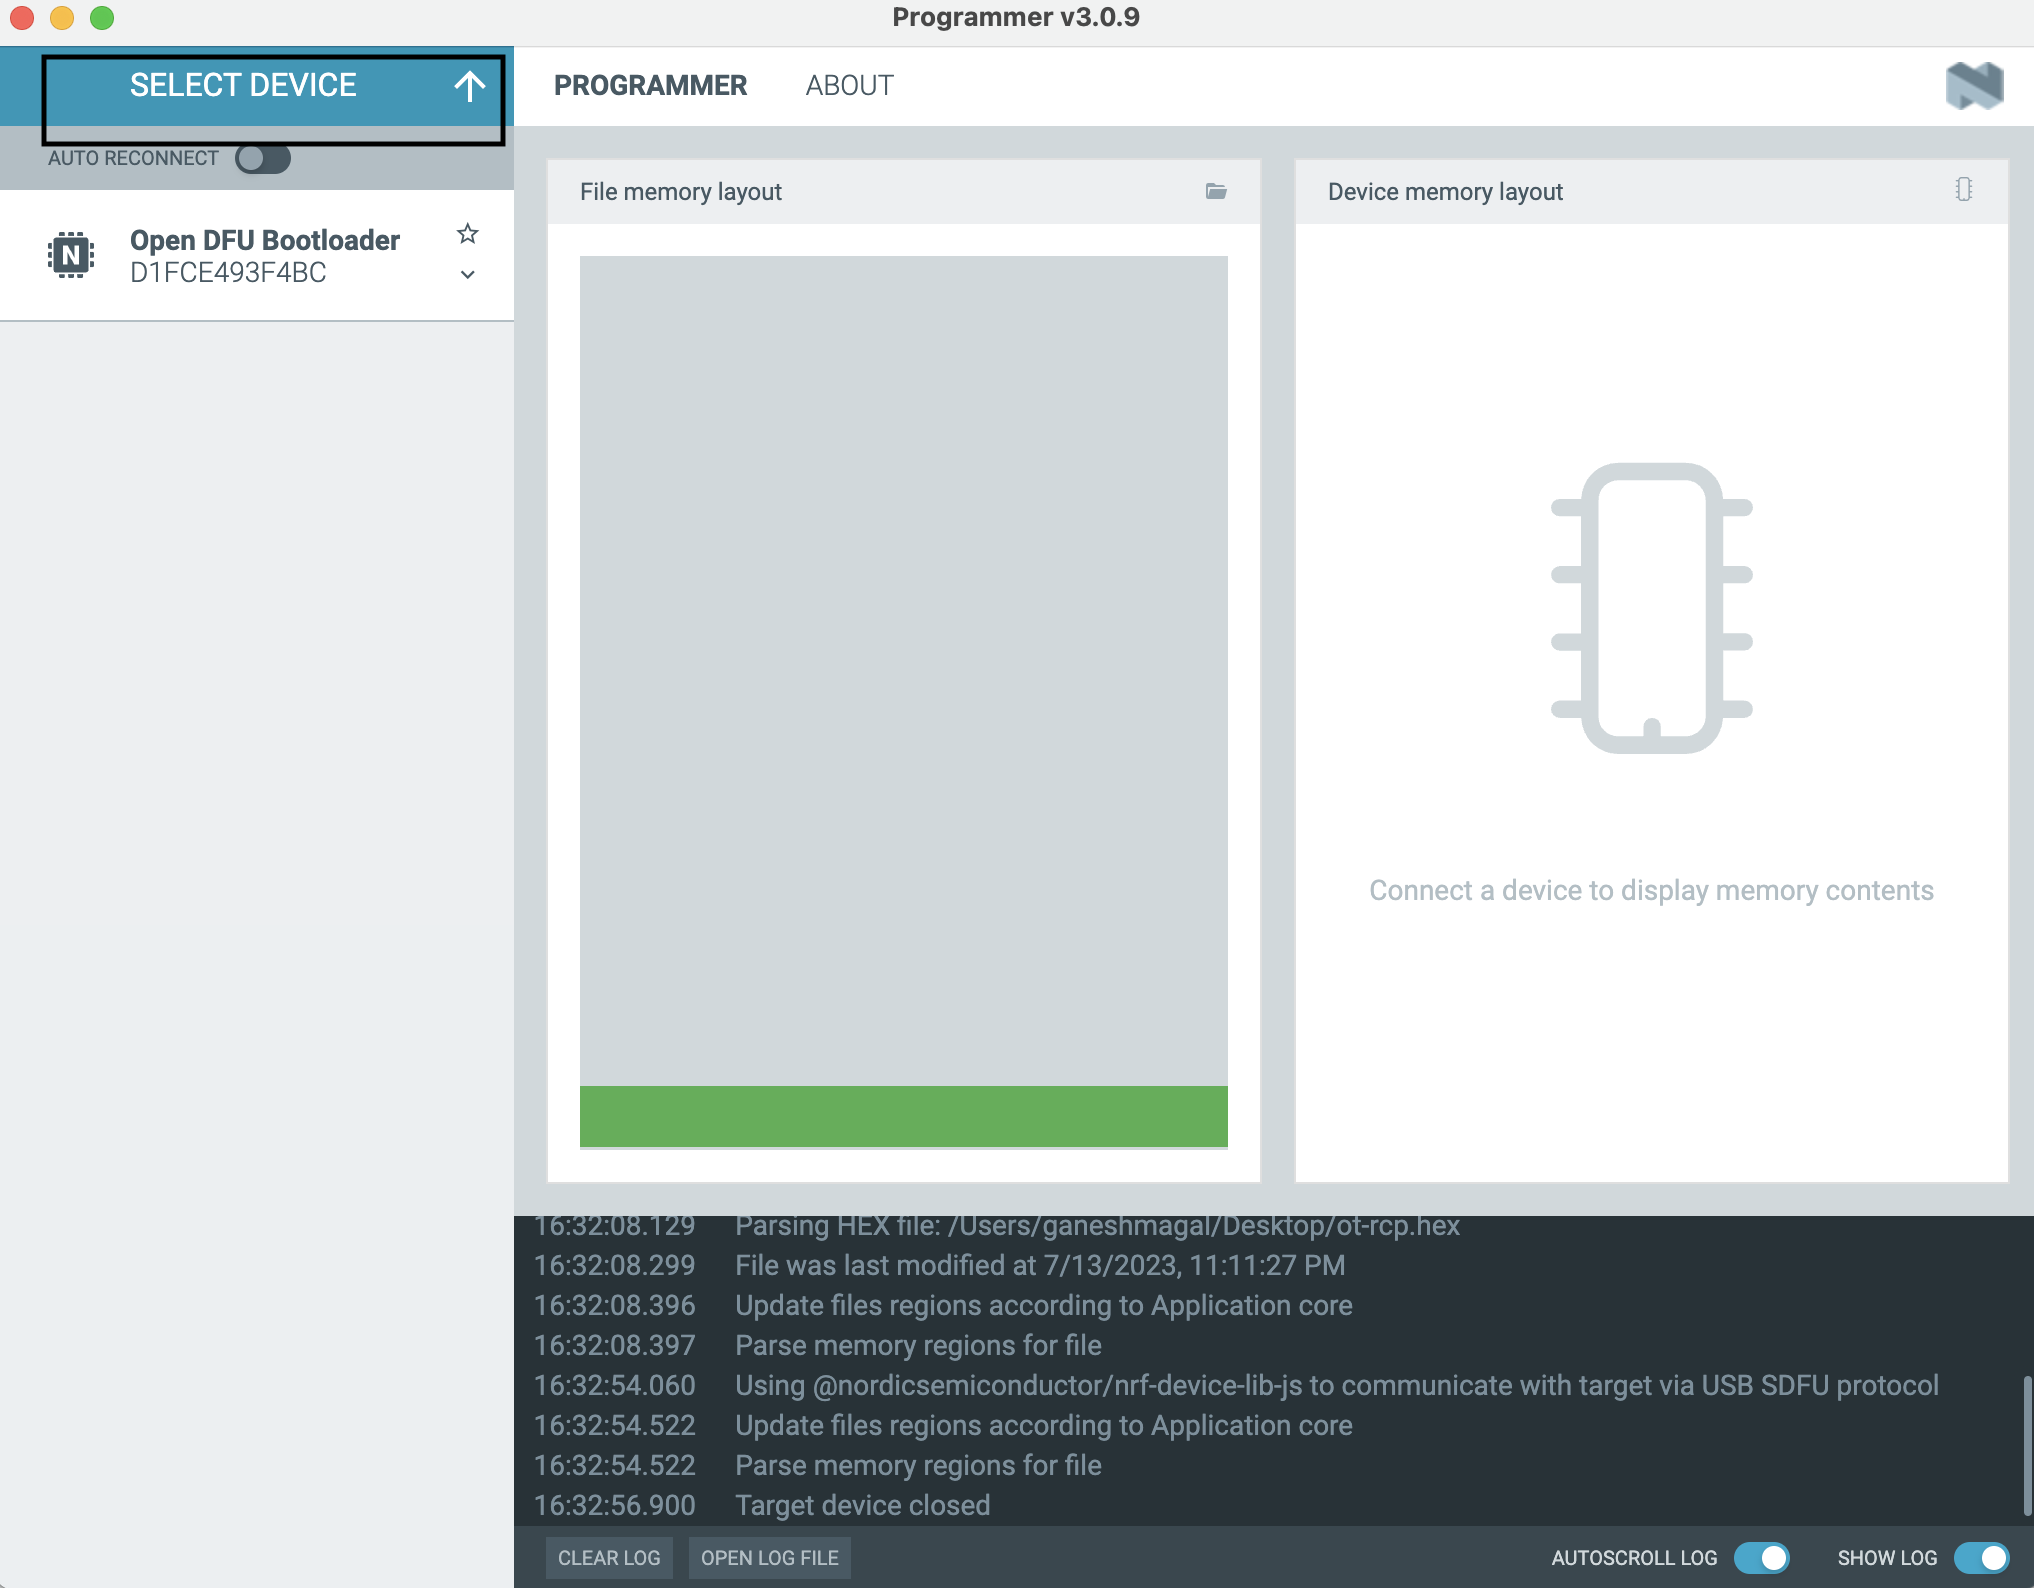 Programmer v3.0.9
SELECT DEVICE
AUTO RECONNECT
N
Open DFU Bootloader
D1FCE493F4BC
PROGRAMMER
ABOUT
File memory layout
Device memory layout
Connect a device to display memory contents
16:32:08.129 Parsing HEX file: /Users/ganeshmagal/Desktop/ot-rcp.hex
16:32:08.299 File was last modified at 7/13/2023, 11:11:27 PM
16:32:08.396 Update files regions according to Application core
16:32:08.397 Parse memory regions for file
16:32:54.060 Using @nordicsemiconductor/nrf-device-lib-js to communicate with target via USB SDFU protocol
16:32:54.522 Update files regions according to Application core
16:32:54.522 Parse memory regions for file
16:32:56.900 Target device closed
CLEAR LOG
OPEN LOG FILE
AUTOSCROLL LOG
SHOW LOG